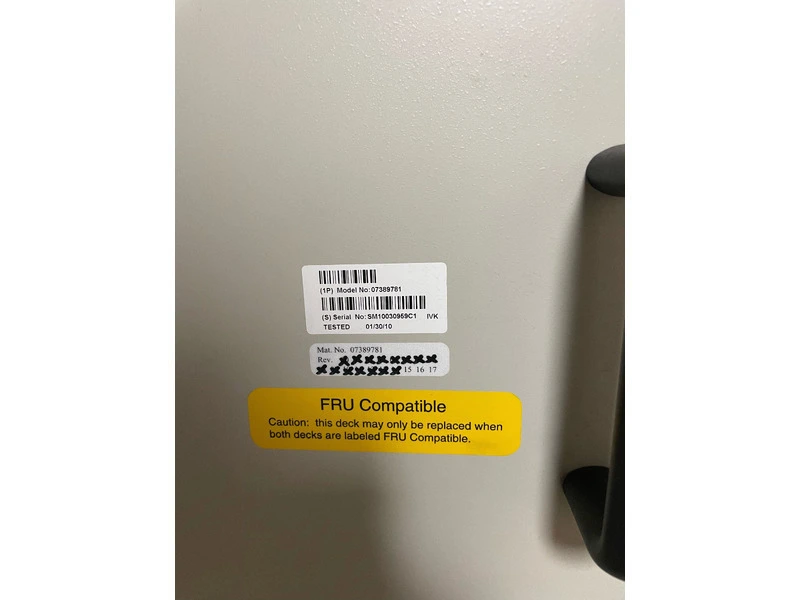 (1P) Model No: 07389781
(S) Serial No: SM10030959C1 IVK
TESTED 01/30/10
Mat. No. 07389781
Rev.
15 16 17
FRU Compatible
Caution: this deck may only be replaced when
both decks are labeled FRU Compatible.